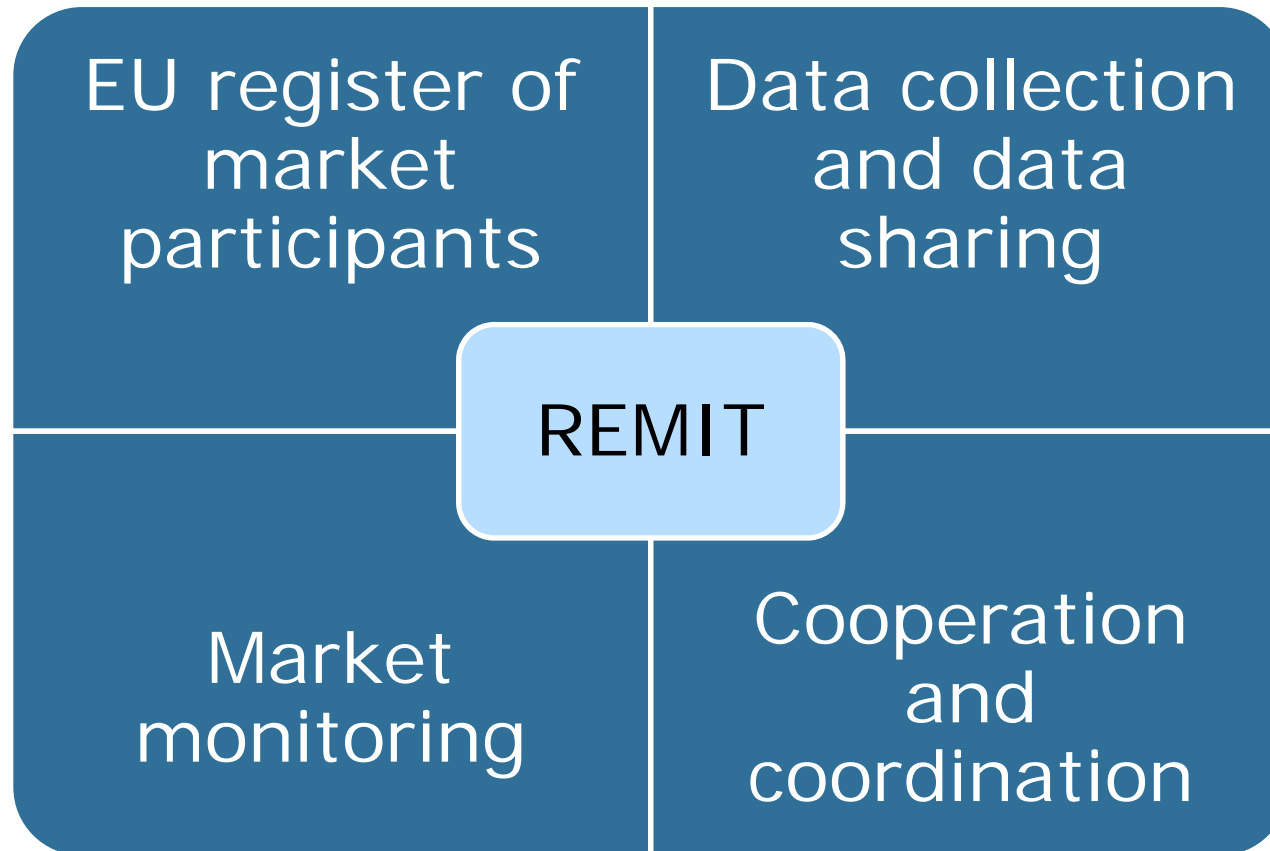 EU register of
market
participants
Data collection
and data
sharing
REMIT
Market
monitoring
Cooperation
and
coordination